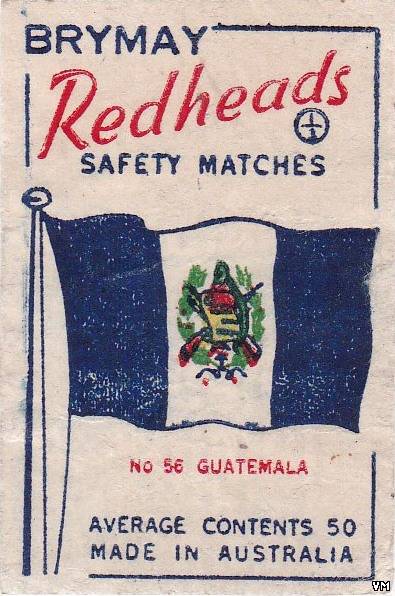 BRYMAY
Redheads
SAFETY MATCHES
No 56 GUATEMALA
AVERAGE CONTENTS 50
MADE IN AUSTRALIA
VM